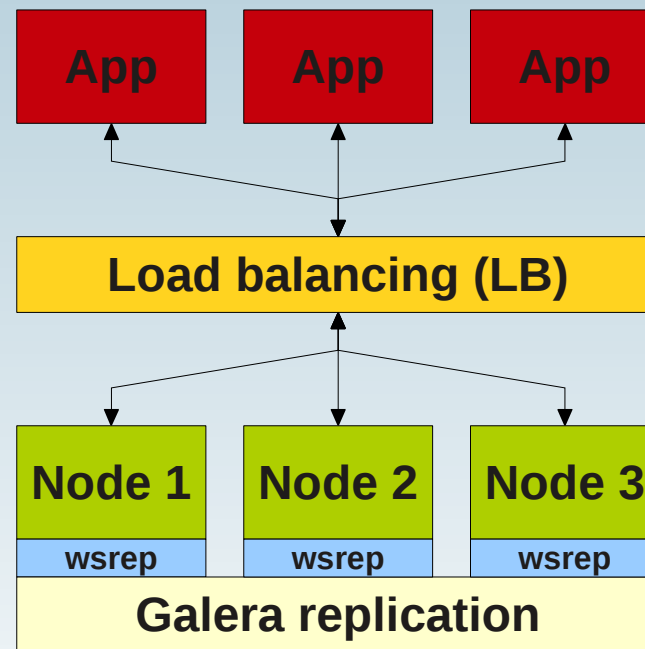 App App App
Load balancing (LB)
Node 1 Node 2 Node 3
wsrep wsrep wsrep
Galera replication